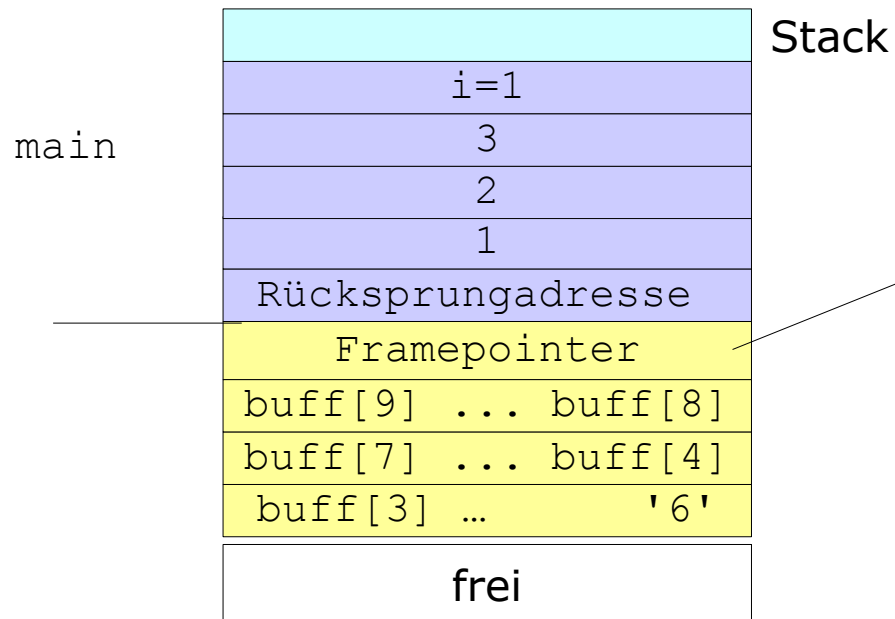 Stack
i=1
main
3
2
1
Rücksprungadresse
Framepointer
buff[9] ... buff[8]
buff[7] ... buff[4]
buff[3] … '6'
frei